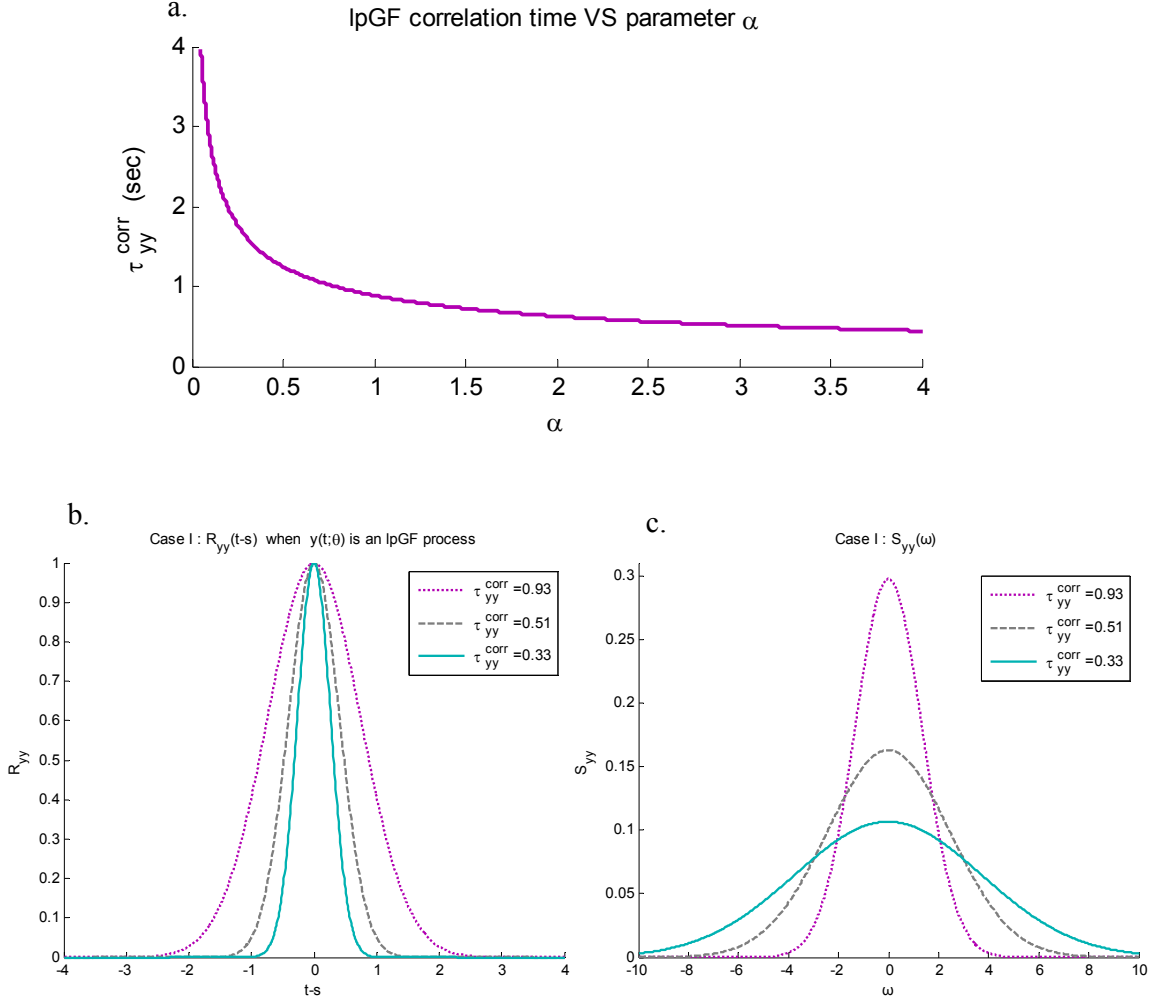 a.
lpGF correlation time VS parameter α
τ yy corr (sec)
4
3
2
1
0
0 0.5 1 1.5 2 2.5 3 3.5 4
α
b.
Case I : Ryy(t-s) when y(t;θ) is an lpGF process
Ryy
1
0.9
0.8
0.7
0.6
0.5
0.4
0.3
0.2
0.1
0
-4 -3 -2 -1 0 1 2 3 4
t-s
τ yy corr =0.93
τ yy corr =0.51
τ yy corr =0.33
c.
Case I : Syy(ω)
Syy
0.3
0.25
0.2
0.15
0.1
0.05
0
-10 -8 -6 -4 -2 0 2 4 6 8 10
ω
τ yy corr =0.93
τ yy corr =0.51
τ yy corr =0.33